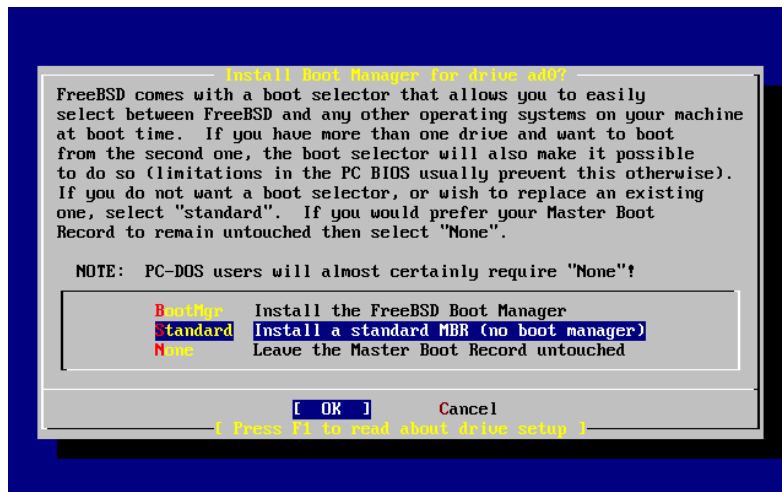 Install Boot Manager for drive ad0?
FreeBSD comes with a boot selector that allows you to easily
select between FreeBSD and any other operating systems on your machine
at boot time.  If you have more than one drive and want to boot
from the second one, the boot selector will also make it possible
to do so (limitations in the PC BIOS usually prevent this otherwise).
If you do not want a boot selector, or wish to replace an existing
one, select "standard".  If you would prefer your Master Boot
Record to remain untouched then select "None".
NOTE:  PC-DOS users will almost certainly require "None"!
BootMgr   Install the FreeBSD Boot Manager
Standard  Install a standard MBR (no boot manager)
None      Leave the Master Boot Record untouched
[  OK  ]     Cancel
[ Press F1 to read about drive setup ]